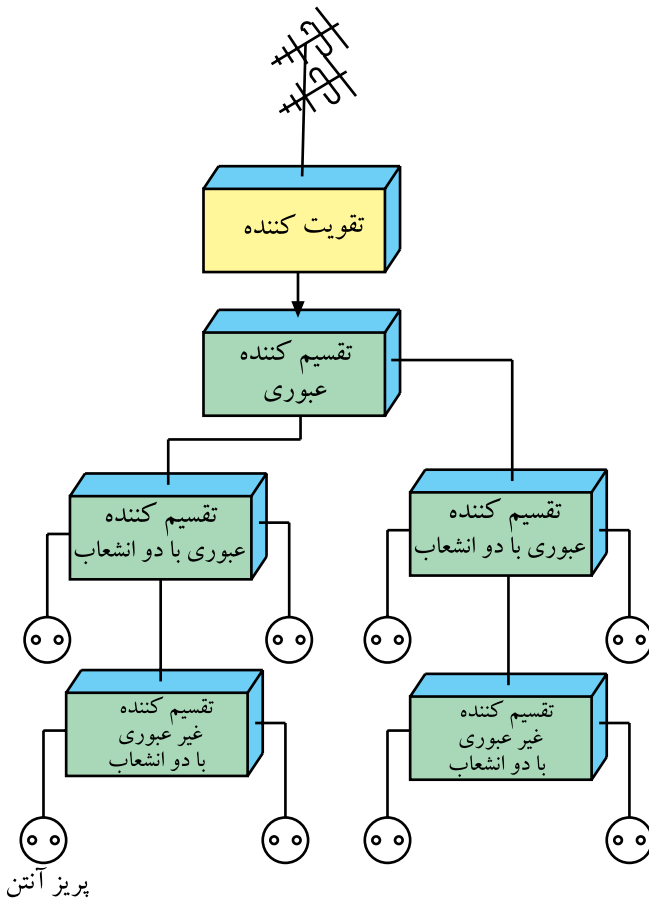 تقویت کننده
تقسیم کننده
عبوری
تقسیم کننده
عبوری با دو انشعاب
تقسیم کننده
عبوری با دو انشعاب
تقسیم کننده
غیر عبوری
با دو انشعاب
تقسیم کننده
غیر عبوری
با دو انشعاب
پریز آنتن